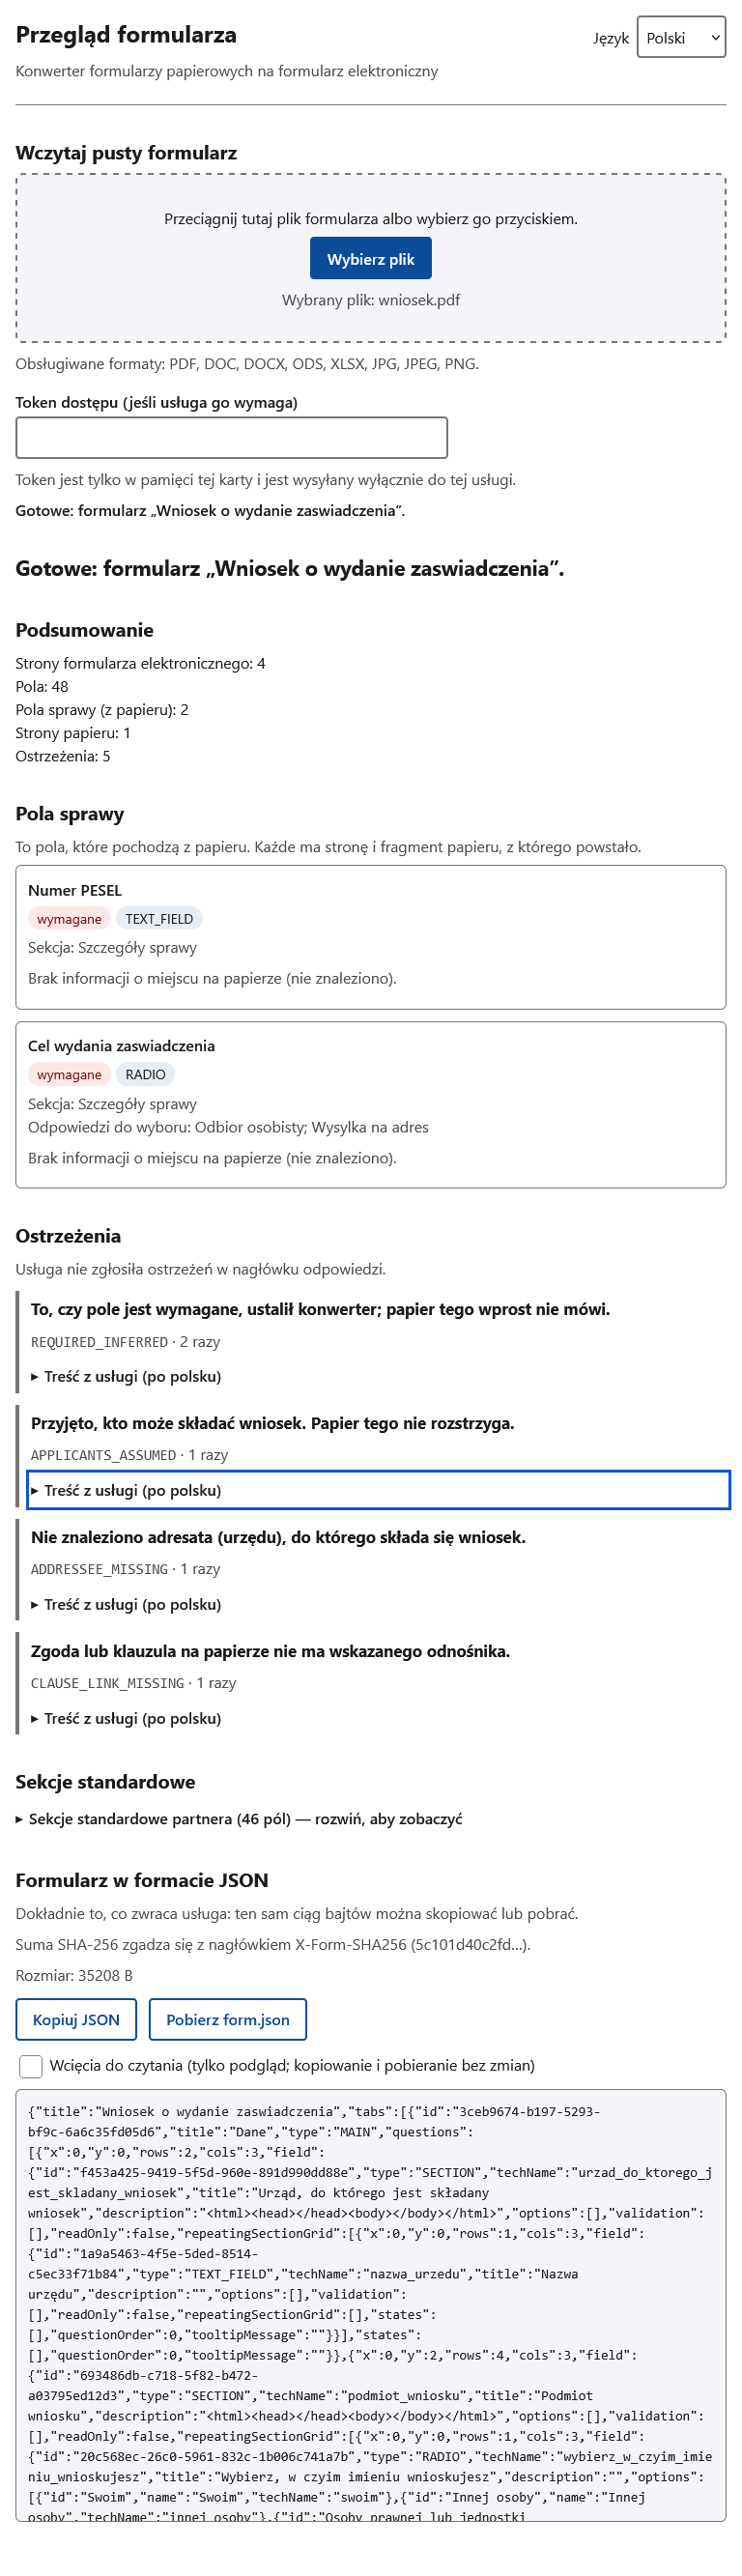 Przegląd formularza
Język Polski
Konwerter formularzy papierowych na formularz elektroniczny
Wczytaj pusty formularz
Przeciągnij tutaj plik formularza albo wybierz go przyciskiem.
Wybierz plik
Wybrany plik: wniosek.pdf
Obsługiwane formaty: PDF, DOC, DOCX, ODS, XLSX, JPG, JPEG, PNG.
Token dostępu (jeśli usługa go wymaga)
Token jest tylko w pamięci tej karty i jest wysyłany wyłącznie do tej usługi.
Gotowe: formularz „Wniosek o wydanie zaswiadczenia”.
Gotowe: formularz „Wniosek o wydanie zaswiadczenia”.
Podsumowanie
Strony formularza elektronicznego: 4
Pola: 48
Pola sprawy (z papieru): 2
Strony papieru: 1
Ostrzeżenia: 5
Pola sprawy
To pola, które pochodzą z papieru. Każde ma stronę i fragment papieru, z którego powstało.
Numer PESEL
wymagane TEXT_FIELD
Sekcja: Szczegóły sprawy
Brak informacji o miejscu na papierze (nie znaleziono).
Cel wydania zaswiadczenia
wymagane RADIO
Sekcja: Szczegóły sprawy
Odpowiedzi do wyboru: Odbior osobisty; Wysylka na adres
Brak informacji o miejscu na papierze (nie znaleziono).
Ostrzeżenia
Usługa nie zgłosiła ostrzeżeń w nagłówku odpowiedzi.
To, czy pole jest wymagane, ustalił konwerter; papier tego wprost nie mówi.
REQUIRED_INFERRED · 2 razy
▸ Treść z usługi (po polsku)
Przyjęto, kto może składać wniosek. Papier tego nie rozstrzyga.
APPLICANTS_ASSUMED · 1 razy
▸ Treść z usługi (po polsku)
Nie znaleziono adresata (urzędu), do którego składa się wniosek.
ADDRESSEE_MISSING · 1 razy
▸ Treść z usługi (po polsku)
Zgoda lub klauzula na papierze nie ma wskazanego odnośnika.
CLAUSE_LINK_MISSING · 1 razy
▸ Treść z usługi (po polsku)
Sekcje standardowe
▸ Sekcje standardowe partnera (46 pól) — rozwiń, aby zobaczyć
Formularz w formacie JSON
Dokładnie to, co zwraca usługa: ten sam ciąg bajtów można skopiować lub pobrać.
Suma SHA-256 zgadza się z nagłówkiem X-Form-SHA256 (5c101d40c2fd…).
Rozmiar: 35208 B
Kopiuj JSON Pobierz form.json
Wcięcia do czytania (tylko podgląd; kopiowanie i pobieranie bez zmian)
{"title":"Wniosek o wydanie zaswiadczenia","tabs":[{"id":"3ceb9674-b197-5293-
bf9c-6a6c35fd05d6","title":"Dane","type":"MAIN","questions":
[{"x":0,"y":0,"rows":2,"cols":3,"field":
{"id":"f453a425-9419-5f5d-960e-891d990dd88e","type":"SECTION","techName":"urzad_do_ktorego_j
est_skladany_wniosek","title":"Urząd, do którego jest składany
wniosek","description":"<html><head></head><body></body></html>","options":[],"validation":
[],"readOnly":false,"repeatingSectionGrid":[{"x":0,"y":0,"rows":1,"cols":3,"field":
{"id":"1a9a5463-4f5e-5ded-8514-
c5ec33f71b84","type":"TEXT_FIELD","techName":"nazwa_urzedu","title":"Nazwa
urzędu","description":"","options":[],"validation":
[],"readOnly":false,"repeatingSectionGrid":[],"states":
[],"questionOrder":0,"tooltipMessage":""}}],"states":
[],"questionOrder":0,"tooltipMessage":""}},{"x":0,"y":2,"rows":4,"cols":3,"field":
{"id":"693486db-c718-5f82-b472-
a03795ed12d3","type":"SECTION","techName":"podmiot_wniosku","title":"Podmiot
wniosku","description":"<html><head></head><body></body></html>","options":[],"validation":
[],"readOnly":false,"repeatingSectionGrid":[{"x":0,"y":0,"rows":1,"cols":3,"field":
{"id":"20c568ec-26c0-5961-832c-1b006c741a7b","type":"RADIO","techName":"wybierz_w_czyim_imie
niu_wnioskujesz","title":"Wybierz, w czyim imieniu wnioskujesz","description":"","options":
[{"id":"Swoim","name":"Swoim","techName":"swoim"},{"id":"Innej osoby","name":"Innej
osoby","techName":"innej_osoby"},{"id":"Osoby prawnej lub jednostki